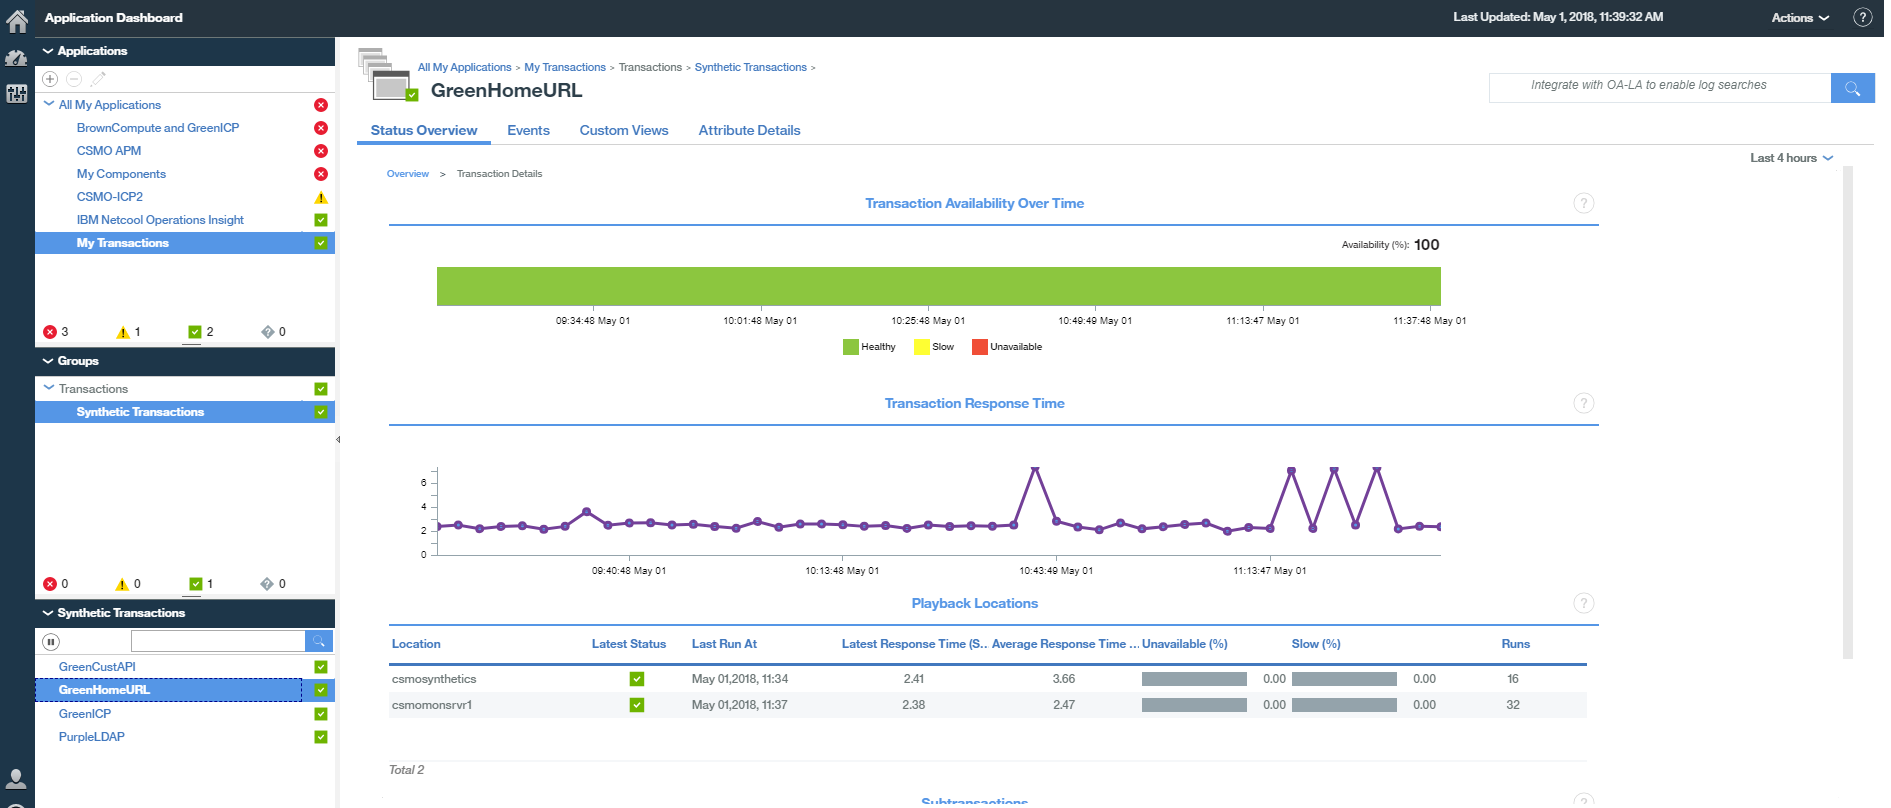 Application Dashboard
Last Updated: May 1, 2018, 11:39:32 AM
Actions
?
Applications
All My Applications
BrownCompute and GreenICP
CSMO APM
My Components
CSMO-ICP2
IBM Netcool Operations Insight
My Transactions
3 1 2 0
Groups
Transactions
Synthetic Transactions
0 0 1 0
Synthetic Transactions
GreenCustAPI
GreenHomeURL
GreenICP
PurpleLDAP
All My Applications > My Transactions > Transactions > Synthetic Transactions >
GreenHomeURL
Integrate with OA-LA to enable log searches
Status Overview Events Custom Views Attribute Details
Last 4 hours
Overview > Transaction Details
Transaction Availability Over Time
?
Availability (%): 100
09:34:48 May 01 10:01:48 May 01 10:25:48 May 01 10:49:49 May 01 11:13:47 May 01 11:37:48 May 01
Healthy Slow Unavailable
Transaction Response Time
?
6
4
2
0
09:40:48 May 01 10:13:48 May 01 10:43:49 May 01 11:13:47 May 01
Playback Locations
?
Location Latest Status Last Run At Latest Response Time (S... Average Response Time ... Unavailable (%) Slow (%) Runs
csmosynthetics May 01,2018, 11:34 2.41 3.66 0.00 0.00 16
csmomonsrvr1 May 01,2018, 11:37 2.38 2.47 0.00 0.00 32
Total 2
Subtransactions
?